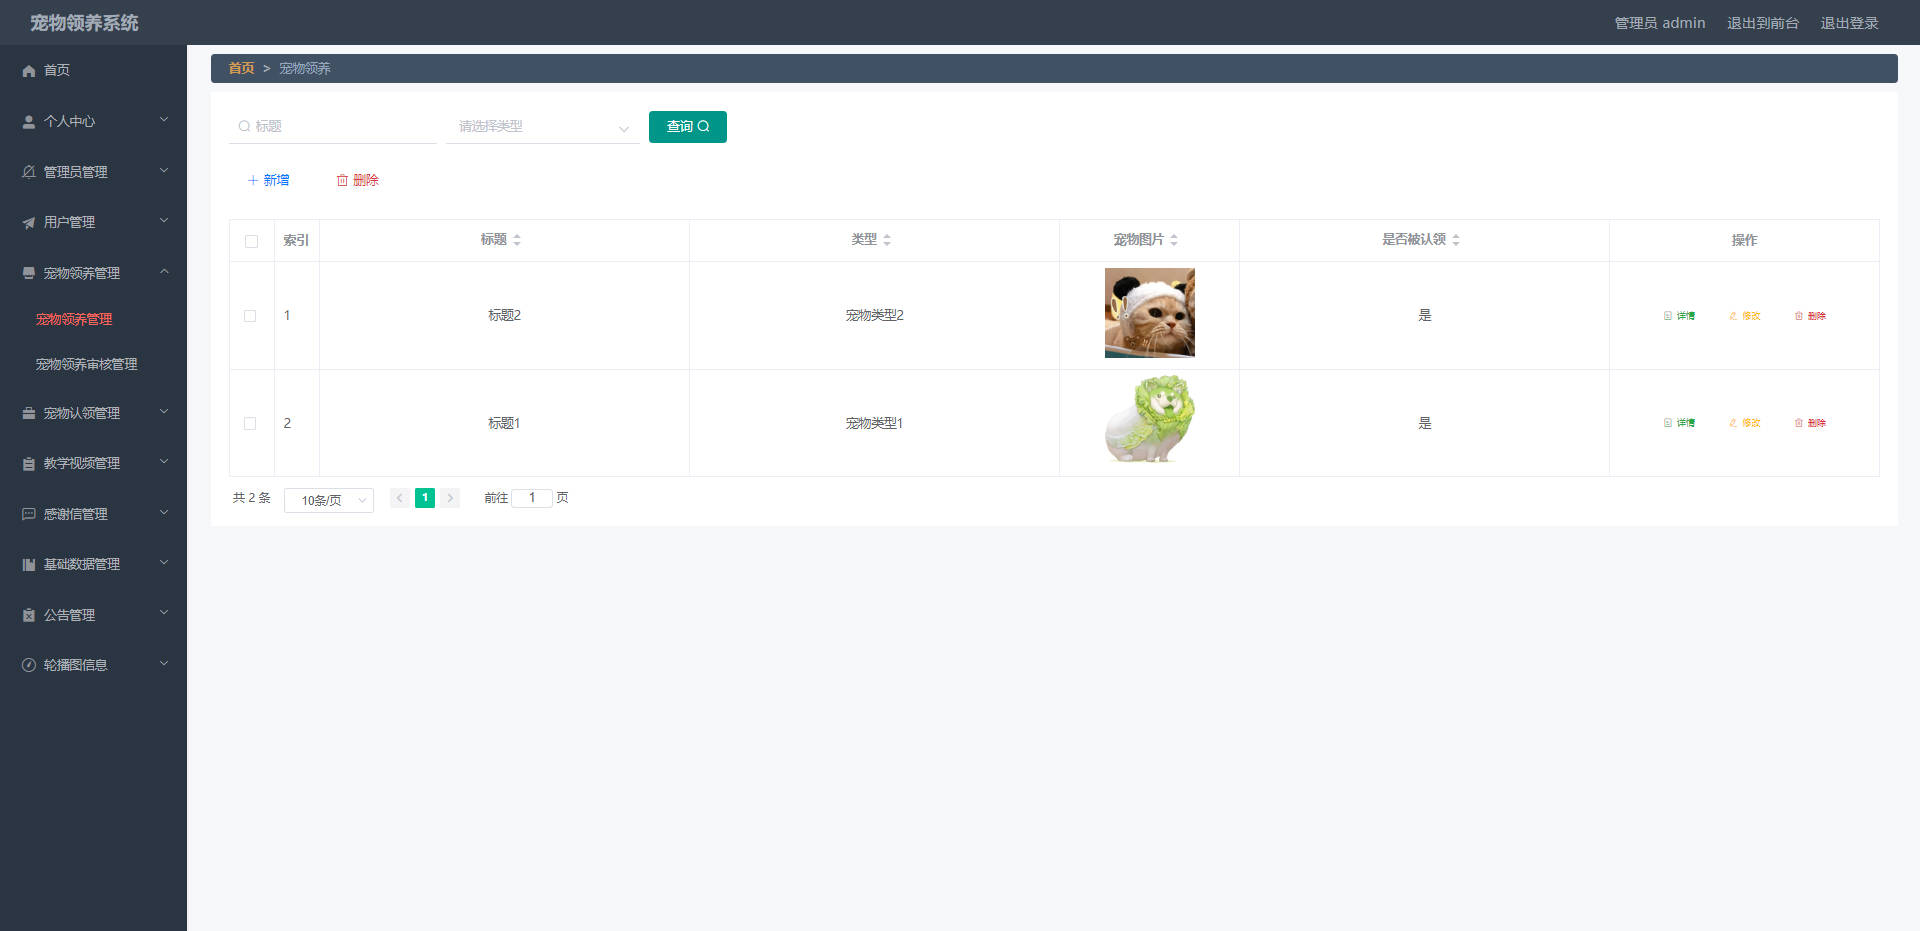 宠物领养系统
管理员 admin 退出到前台 退出登录
首页
个人中心
管理员管理
用户管理
宠物领养管理
宠物领养管理
宠物领养审核管理
宠物认领管理
教学视频管理
感谢信管理
基础数据管理
公告管理
轮播图信息
首页 > 宠物领养
标题 请选择类型 查询
新增 删除
索引 标题 类型 宠物图片 是否被认领 操作
1 标题2 宠物类型2 是 详情 修改 删除
2 标题1 宠物类型1 是 详情 修改 删除
共 2 条 10条/页 1 前往 1 页